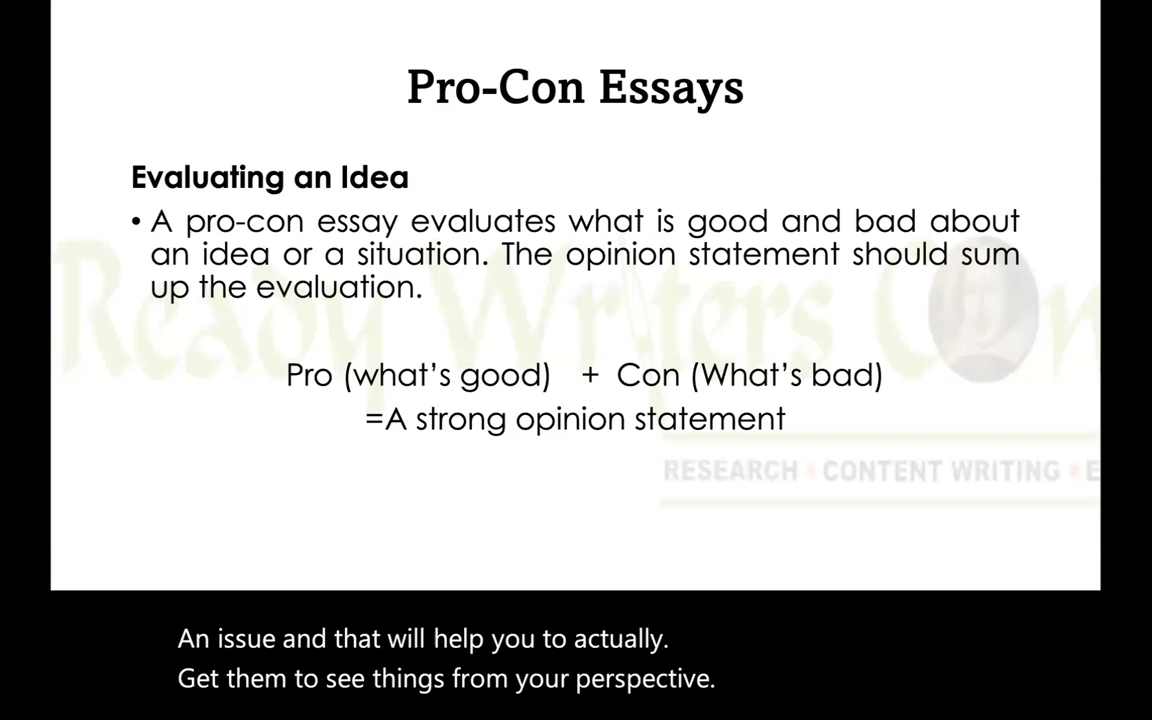 Pro-Con Essays
Evaluating an Idea
• A pro-con essay evaluates what is good and bad about
an idea or a situation. The opinion statement should sum
up the evaluation.
Ready Writers Con
Pro (what's good) + Con (What's bad)
=A strong opinion statement
RESEARCH • CONTENT WRITING • E
An issue and that will help you to actually.
Get them to see things from your perspective.